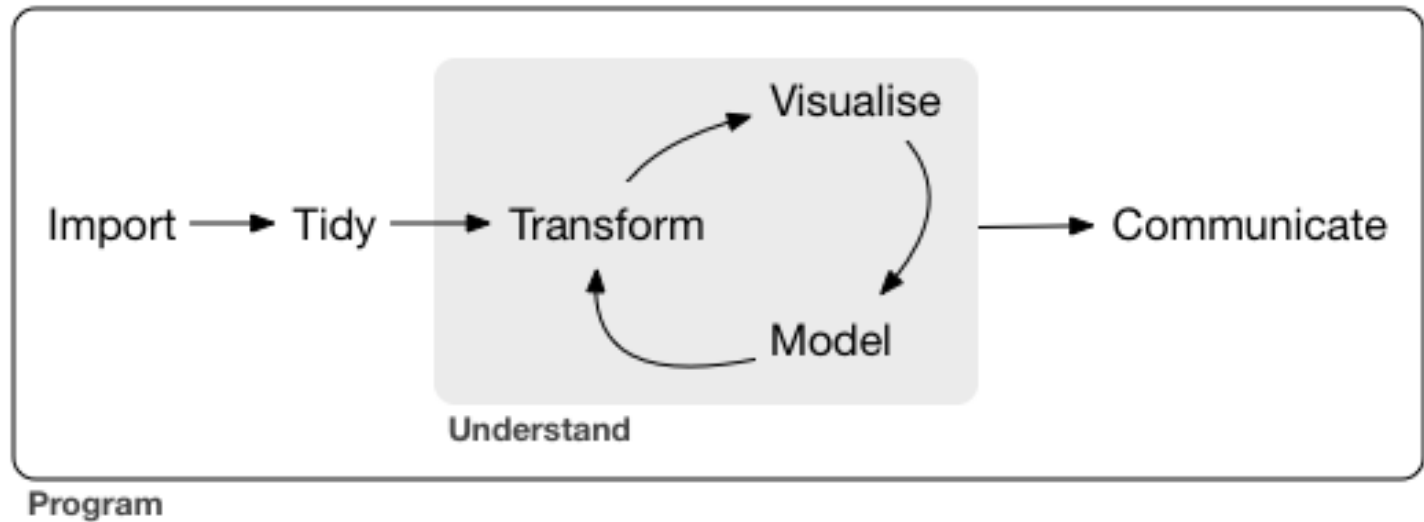 Visualise
Import Tidy Transform Communicate
Model
Understand
Program